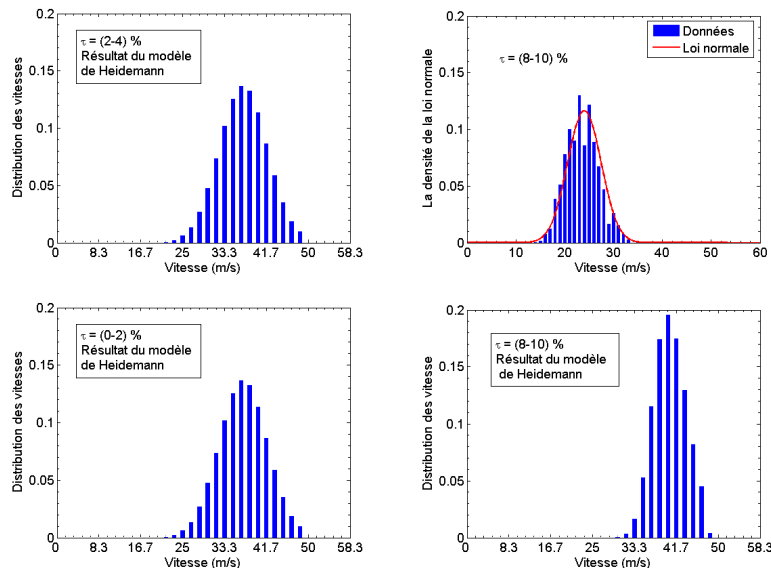 0.2
0.15
0.1
0.05
0
Distribution des vitesses
τ = (2-4) %
Résultat du modèle
de Heidemann
0 8.3 16.7 25 33.3 41.7 50 58.3
Vitesse (m/s)
0.2
0.15
0.1
0.05
0
La densité de la loi normale
τ = (8-10) %
Données
Loi normale
0 10 20 30 40 50 60
Vitesse (m/s)
0.2
0.15
0.1
0.05
0
Distribution des vitesses
τ = (0-2) %
Résultat du modèle
de Heidemann
0 8.3 16.7 25 33.3 41.7 50 58.3
Vitesse (m/s)
0.2
0.15
0.1
0.05
0
Distribution des vitesses
τ = (8-10) %
Résultat du modèle
de Heidemann
0 8.3 16.7 25 33.3 41.7 50 58.3
Vitesse (m/s)